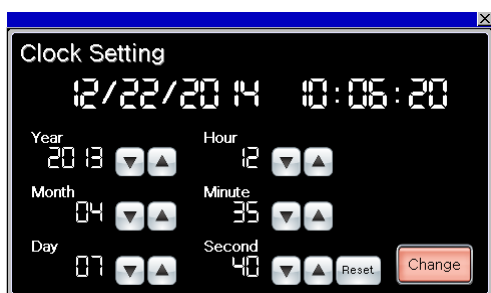 Clock Setting
12/22/2014 10:06:20
Year Hour
2013 12
Month Minute
04 35
Day Second
07 40 Reset Change